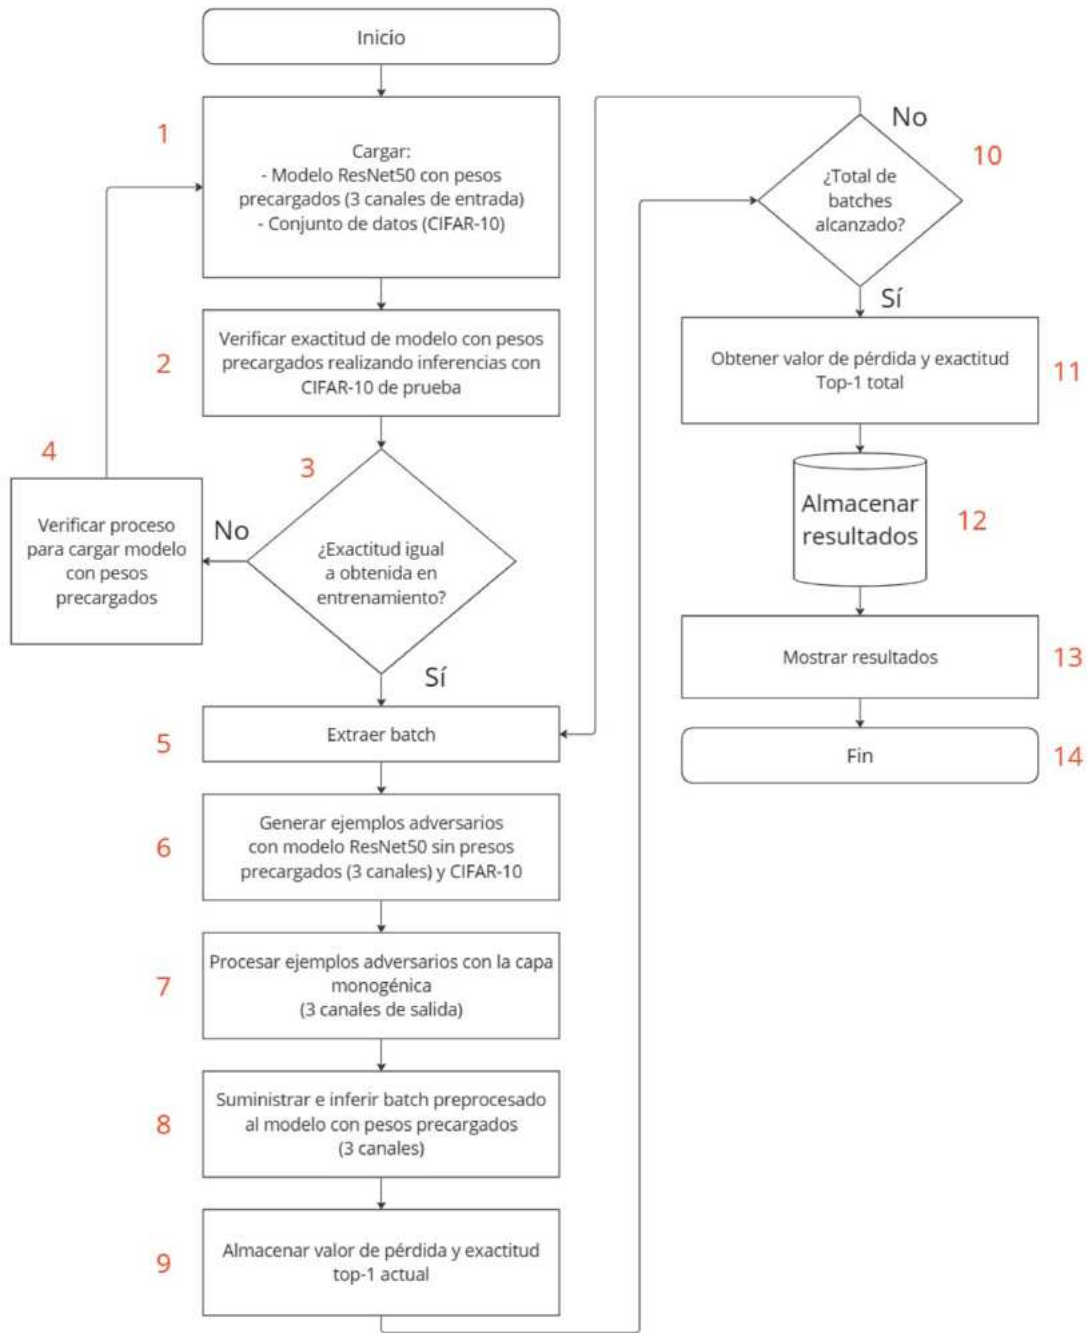 Inicio
1
Cargar:
- Modelo ResNet50 con pesos
precargados (3 canales de entrada)
- Conjunto de datos (CIFAR-10)
2
Verificar exactitud de modelo con pesos
precargados realizando inferencias con
CIFAR-10 de prueba
3
¿Exactitud igual
a obtenida en
entrenamiento?
No
4
Verificar proceso
para cargar modelo
con pesos
precargados
Sí
5
Extraer batch
6
Generar ejemplos adversarios
con modelo ResNet50 sin presos
precargados (3 canales) y CIFAR-10
7
Procesar ejemplos adversarios con la capa
monogénica
(3 canales de salida)
8
Suministrar e inferir batch preprocesado
al modelo con pesos precargados
(3 canales)
9
Almacenar valor de pérdida y exactitud
top-1 actual
No
10
¿Total de
batches
alcanzado?
Sí
Obtener valor de pérdida y exactitud
Top-1 total
11
Almacenar
resultados
12
Mostrar resultados
13
Fin
14